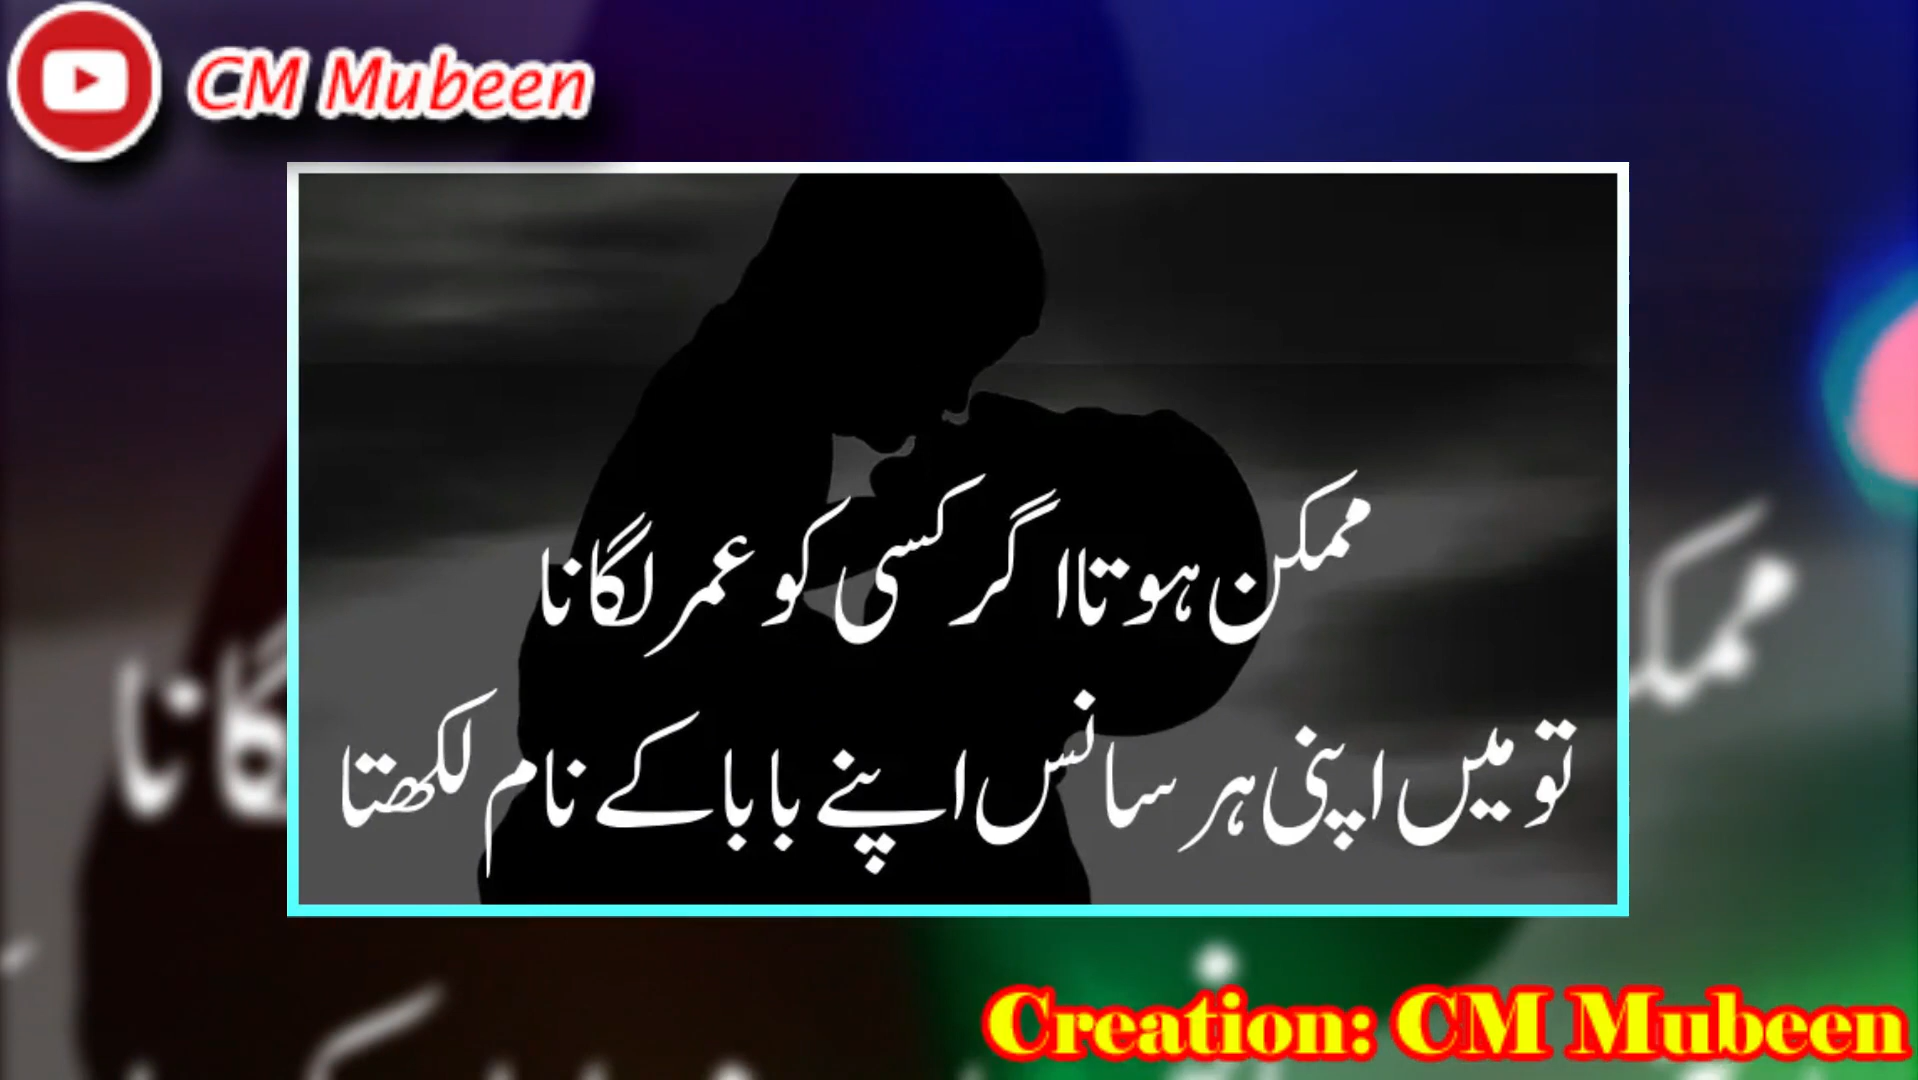 CM Mubeen
ممکن ہوتا اگر کسی کو عمر لگانا
تو میں اپنی ہر سانس اپنے بابا کے نام لکھتا
Creation: CM Mubeen